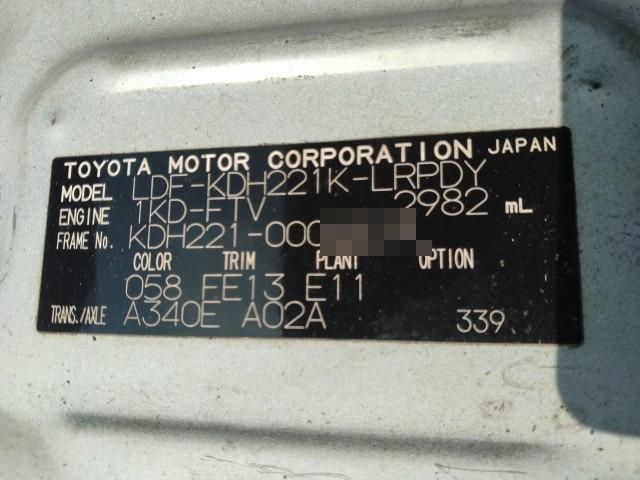 TOYOTA MOTOR CORPORATION JAPAN
MODEL LDF-KDH221K-LRPDY
ENGINE 1KD-FTV 2982 mL
FRAME No. KDH221-000
COLOR TRIM PLANT OPTION
058 FE13 E11
TRANS./AXLE A340E A02A 339